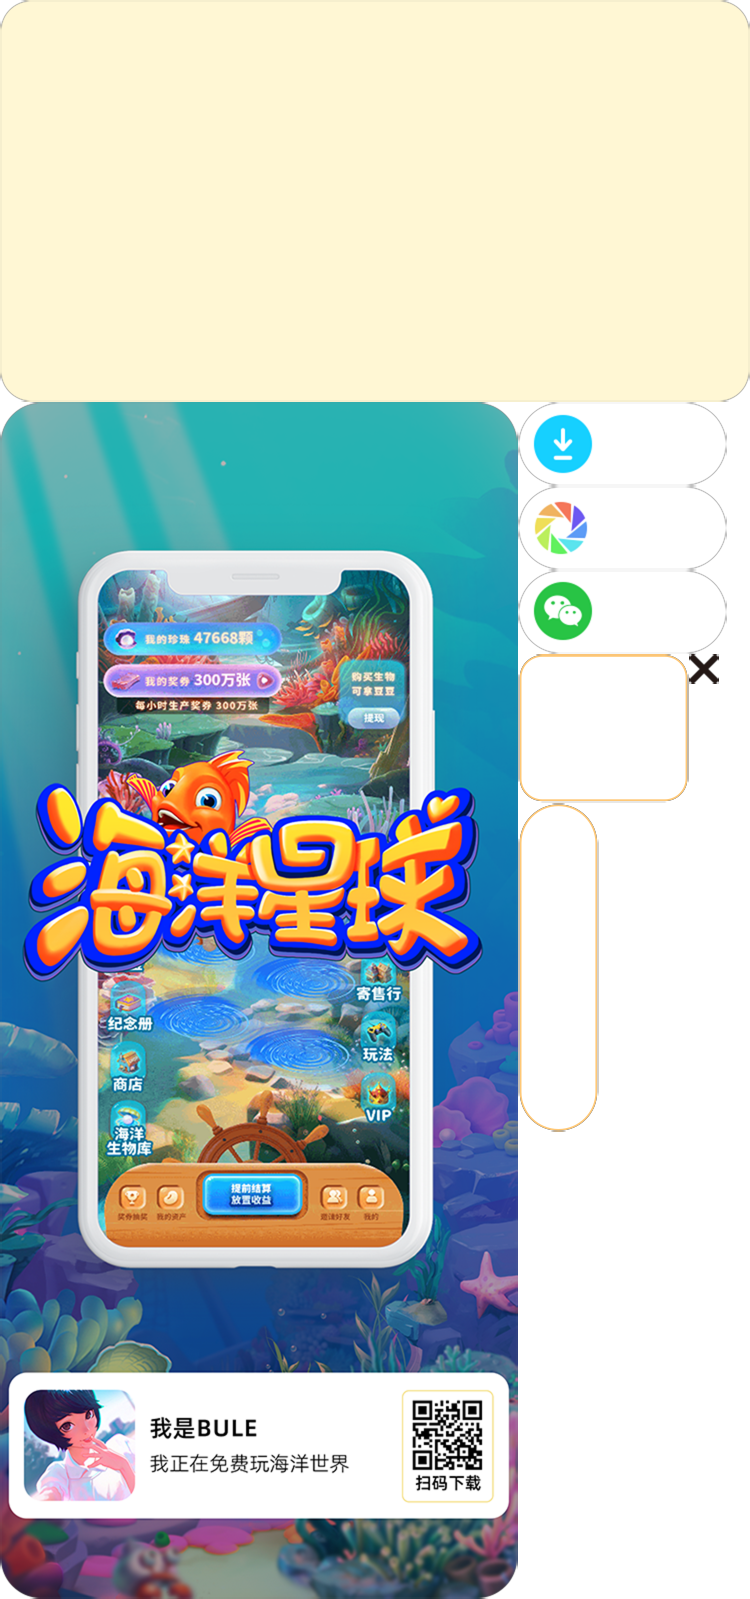 我的珍珠 47668颗
我的奖券 300万张
每小时生产奖券 300万张
购买生物
可拿豆豆
提现
海洋星球
寄售行
纪念册
玩法
商店
VIP
海洋
生物库
提前结算
放置收益
奖券抽奖
我的资产
邀请好友
我的
我是BULE
我正在免费玩海洋世界
扫码下载